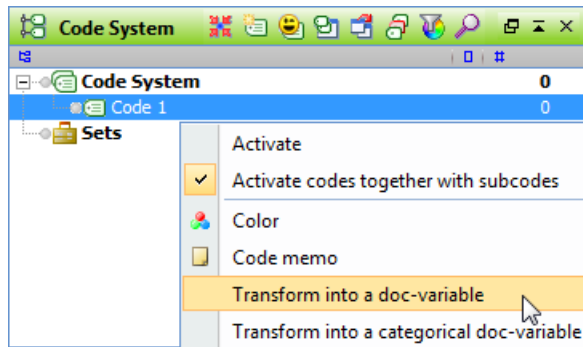 Code System
#
Code System 0
Code 1 0
Sets
Activate
Activate codes together with subcodes
Color
Code memo
Transform into a doc-variable
Transform into a categorical doc-variable